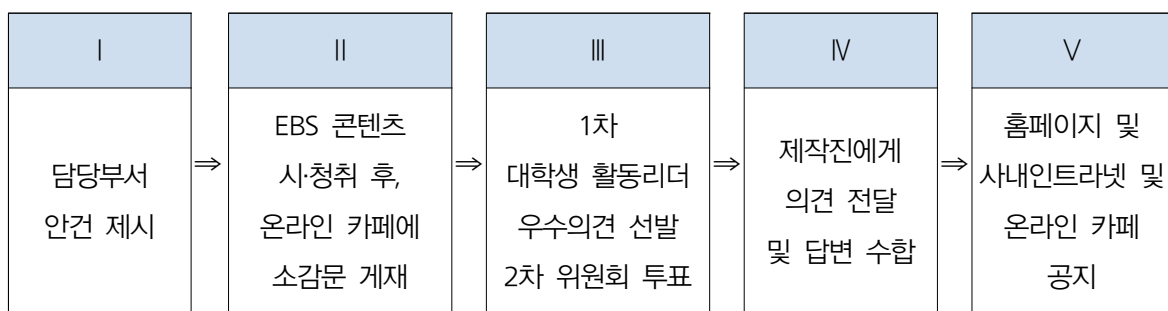 Ⅰ
담당부서
안건 제시
⇒
Ⅱ
EBS 콘텐츠
시·청취 후,
온라인 카페에
소감문 게재
⇒
Ⅲ
1차
대학생 활동리더
우수의견 선발
2차 위원회 투표
⇒
Ⅳ
제작진에게
의견 전달
및 답변 수합
⇒
Ⅴ
홈페이지 및
사내인트라넷 및
온라인 카페
공지